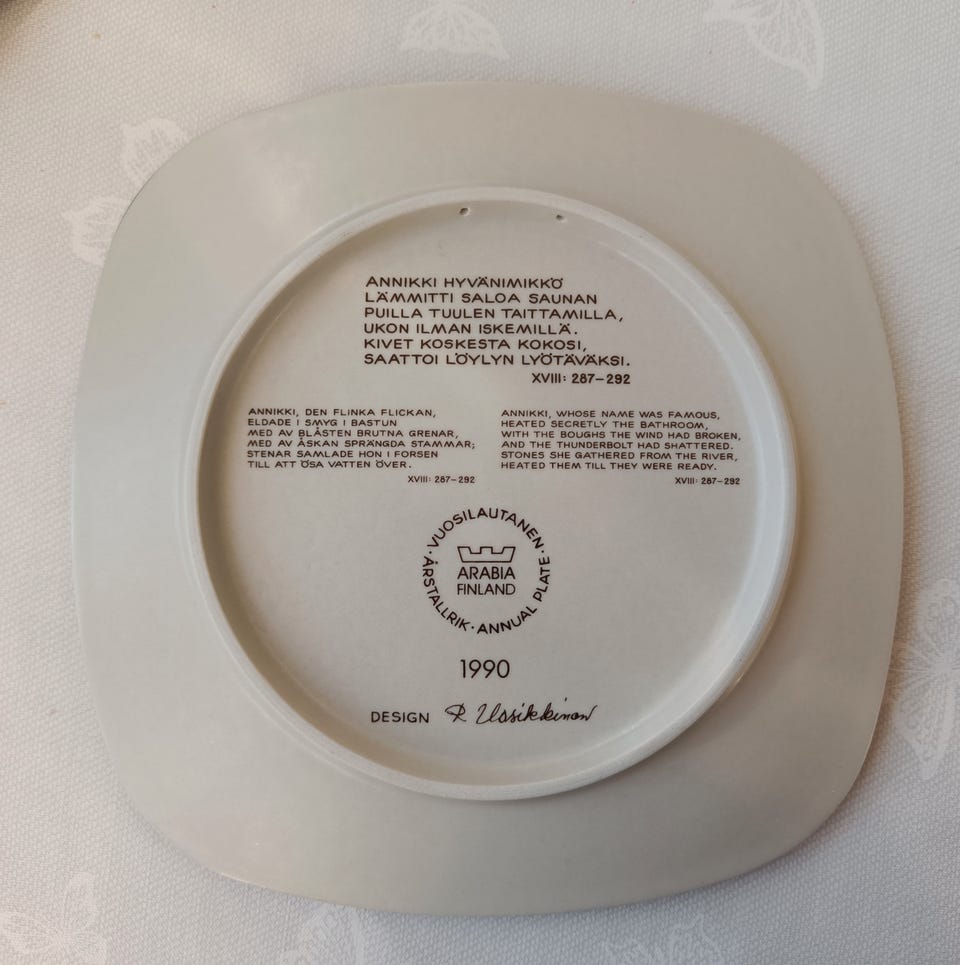 ANNIKKI HYVÄNIMIKKÖ
LÄMMITTI SALOA SAUNAN
PUILLA TUULEN TAITTAMILLA,
UKON ILMAN ISKEMILLÄ.
KIVET KOSKESTA KOKOSI,
SAATTOI LÖYLYN LYÖTÄVÄKSI.
XVIII: 287–292
ANNIKKI, DEN FLINKA FLICKAN,
ELDADE I SMYG I BASTUN
MED AV BLÅSTEN BRUTNA GRENAR,
MED AV ÅSKAN SPRÄNGDA STAMMAR;
STENAR SAMLADE HON I FORSEN
TILL ATT ÖSA VATTEN ÖVER.
XVIII: 287–292
ANNIKKI, WHOSE NAME WAS FAMOUS,
HEATED SECRETLY THE BATHROOM,
WITH THE BOUGHS THE WIND HAD BROKEN,
AND THE THUNDERBOLT HAD SHATTERED.
STONES SHE GATHERED FROM THE RIVER,
HEATED THEM TILL THEY WERE READY.
XVIII: 287–292
· VUOSILAUTANEN · ANNUAL PLATE · ÅRSTALLRIK
ARABIA
FINLAND
1990
DESIGN R Uosikkinen